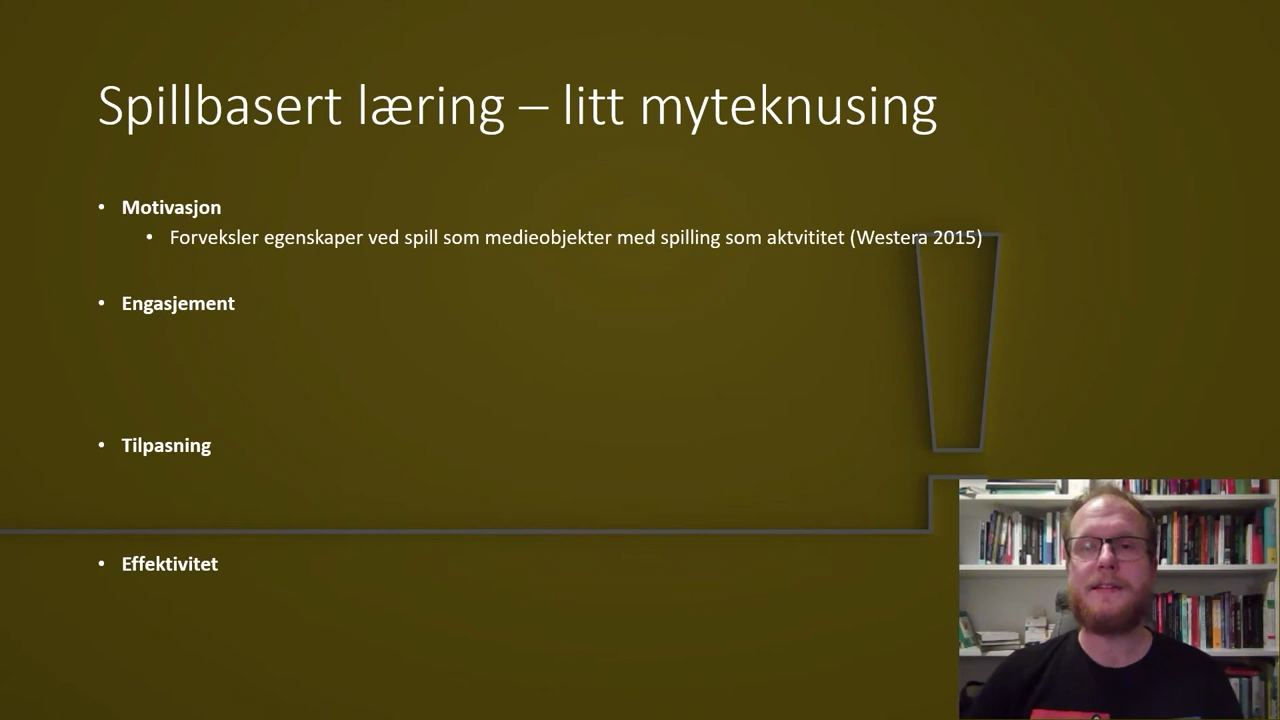 Spillbasert læring – litt myteknusing
• Motivasjon
• Forveksler egenskaper ved spill som medieobjekter med spilling som aktvititet (Westera 2015)
• Engasjement
• Tilpasning
• Effektivitet